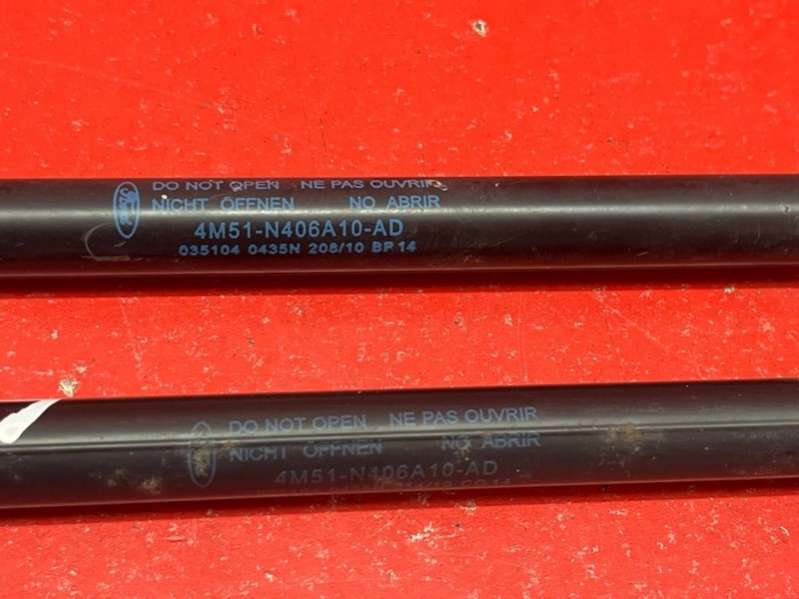 DO NOT OPEN NE PAS OUVRIR
NICHT ÖFFNEN NO ABRIR
4M51-N406A10-AD
035104 0435N 208/10 BP14
DO NOT OPEN NE PAS OUVRIR
NICHT ÖFFNEN NO ABRIR
4M51-N406A10-AD
14